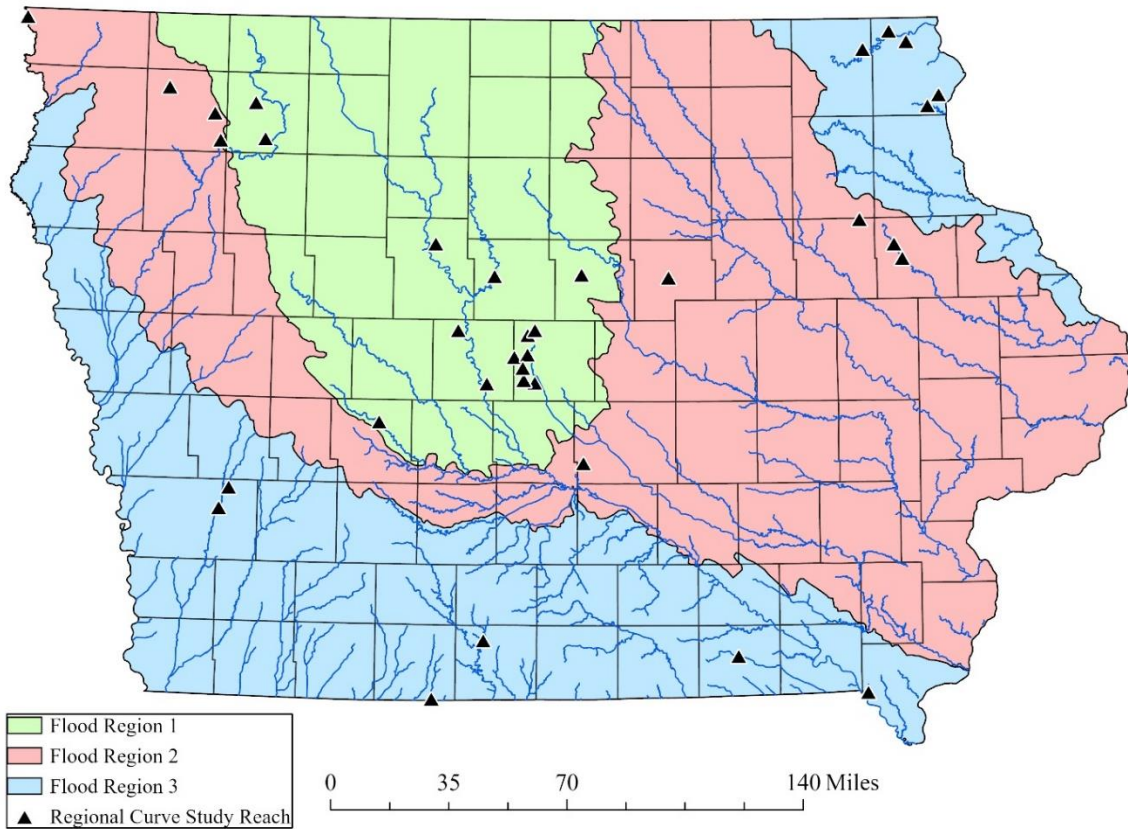 Flood Region 1
Flood Region 2
Flood Region 3
Regional Curve Study Reach
0 35 70 140 Miles